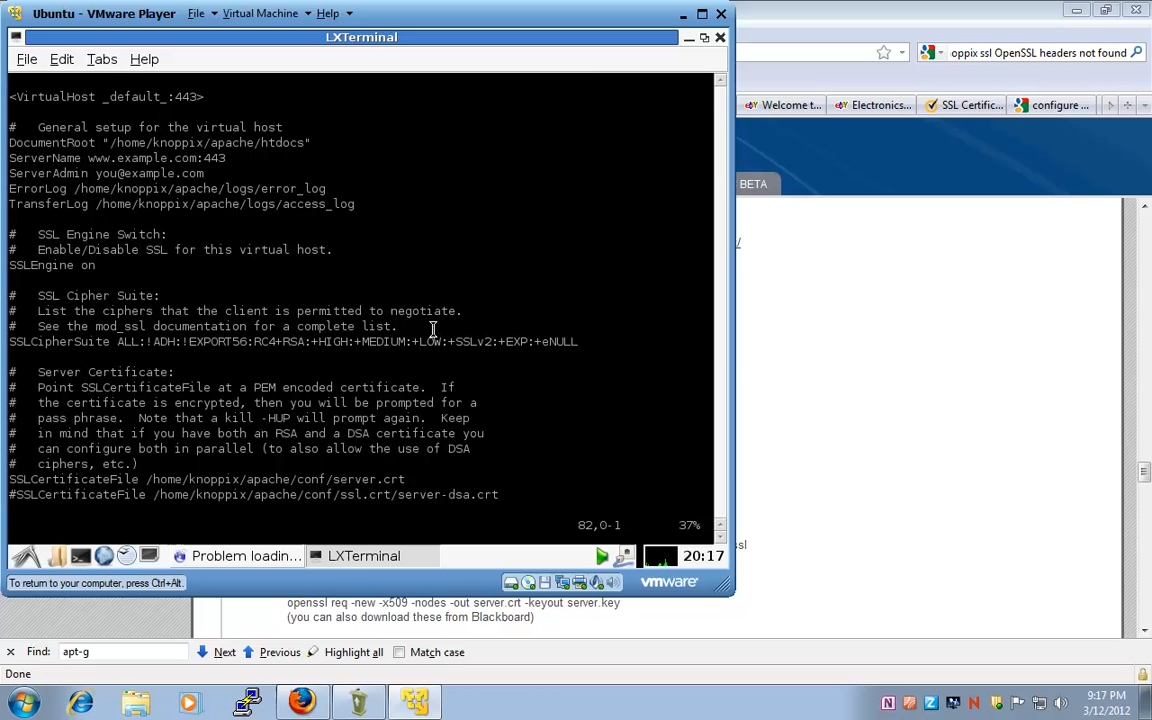 Ubuntu - VMware Player File Virtual Machine Help
LXTerminal
File Edit Tabs Help
<VirtualHost _default_:443>
# General setup for the virtual host
DocumentRoot "/home/knoppix/apache/htdocs"
ServerName www.example.com:443
ServerAdmin you@example.com
ErrorLog /home/knoppix/apache/logs/error_log
TransferLog /home/knoppix/apache/logs/access_log
# SSL Engine Switch:
# Enable/Disable SSL for this virtual host.
SSLEngine on
# SSL Cipher Suite:
# List the ciphers that the client is permitted to negotiate.
# See the mod_ssl documentation for a complete list.
SSLCipherSuite ALL:!ADH:!EXPORT56:RC4+RSA:+HIGH:+MEDIUM:+LOW:+SSLv2:+EXP:+eNULL
# Server Certificate:
# Point SSLCertificateFile at a PEM encoded certificate. If
# the certificate is encrypted, then you will be prompted for a
# pass phrase. Note that a kill -HUP will prompt again. Keep
# in mind that if you have both an RSA and a DSA certificate you
# can configure both in parallel (to also allow the use of DSA
# ciphers, etc.)
SSLCertificateFile /home/knoppix/apache/conf/server.crt
#SSLCertificateFile /home/knoppix/apache/conf/ssl.crt/server-dsa.crt
82,0-1 37%
Problem loadin... LXTerminal 20:17
To return to your computer, press Ctrl+Alt. vmware
oppix ssl OpenSSL headers not found
Welcome t... Electronics... SSL Certific... configure ...
BETA
/
sl
openssl req -new -x509 -nodes -out server.crt -keyout server.key
(you can also download these from Blackboard)
Find: apt-g Next Previous Highlight all Match case
Done
9:17 PM
3/12/2012